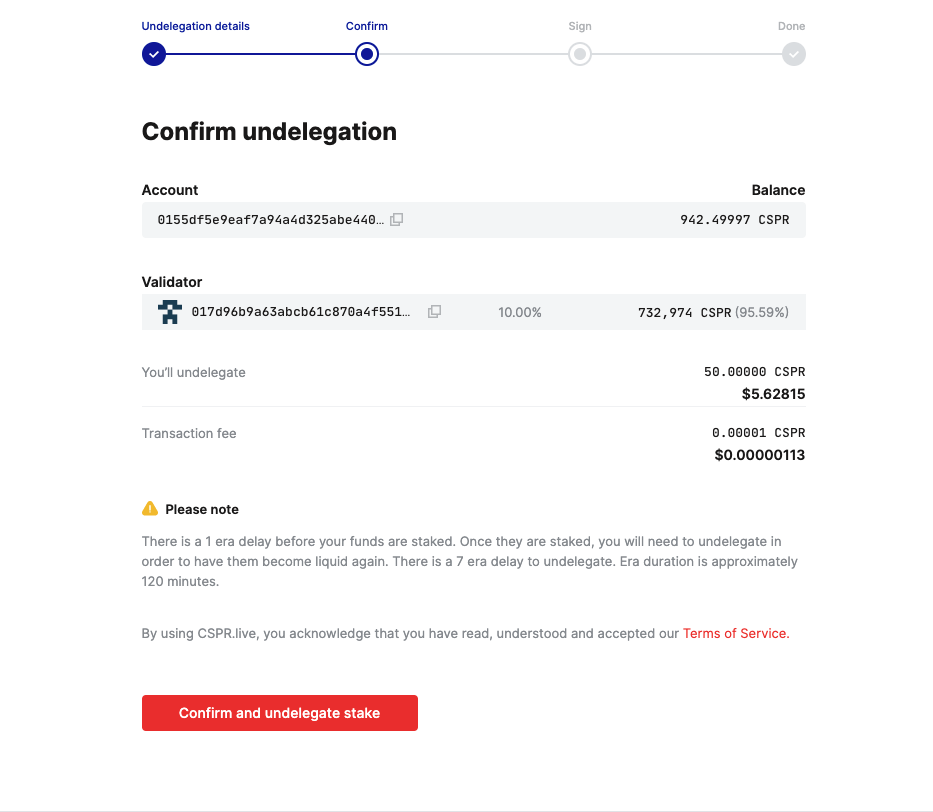 Undelegation details Confirm Sign Done
Confirm undelegation
Account Balance
0155df5e9eaf7a94a4d325abe440… 942.49997 CSPR
Validator
017d96b9a63abcb61c870a4f551… 10.00% 732,974 CSPR (95.59%)
You'll undelegate 50.00000 CSPR
$5.62815
Transaction fee 0.00001 CSPR
$0.00000113
Please note
There is a 1 era delay before your funds are staked. Once they are staked, you will need to undelegate in
order to have them become liquid again. There is a 7 era delay to undelegate. Era duration is approximately
120 minutes.
By using CSPR.live, you acknowledge that you have read, understood and accepted our Terms of Service.
Confirm and undelegate stake